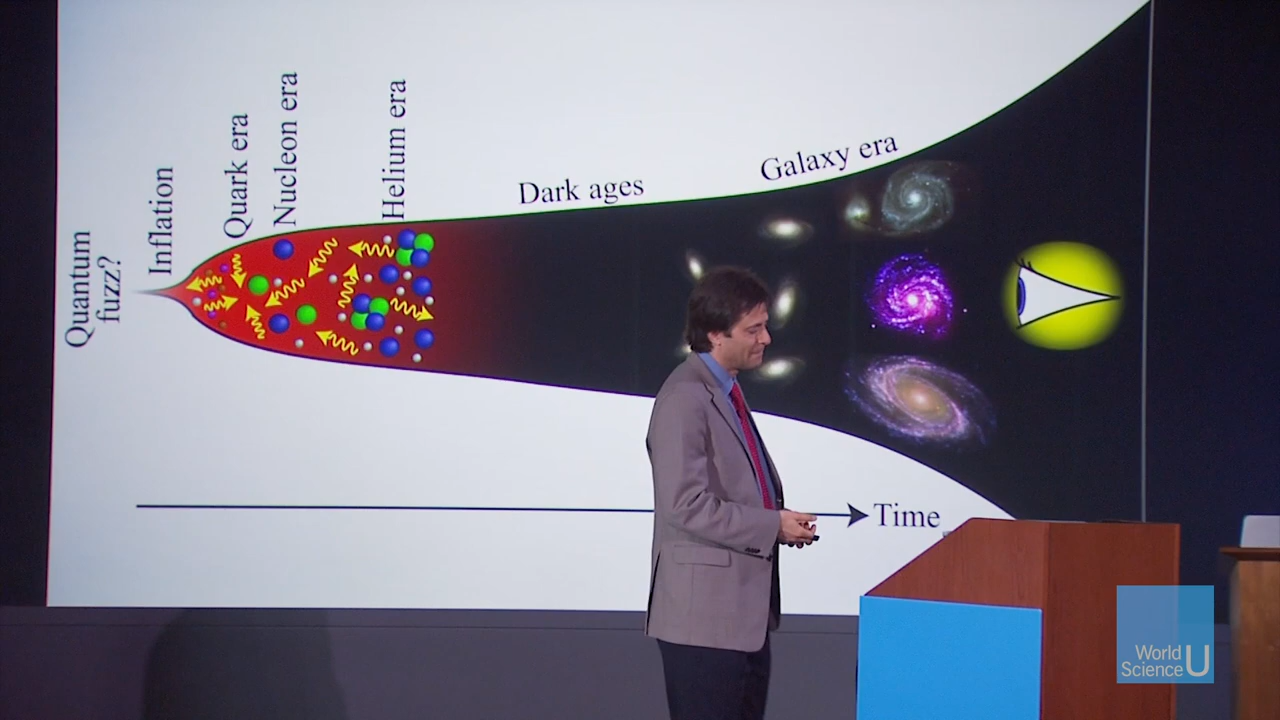 Quantum
fuzz?
Inflation
Quark era
Nucleon era
Helium era
Dark ages
Galaxy era
Time
World
Science U